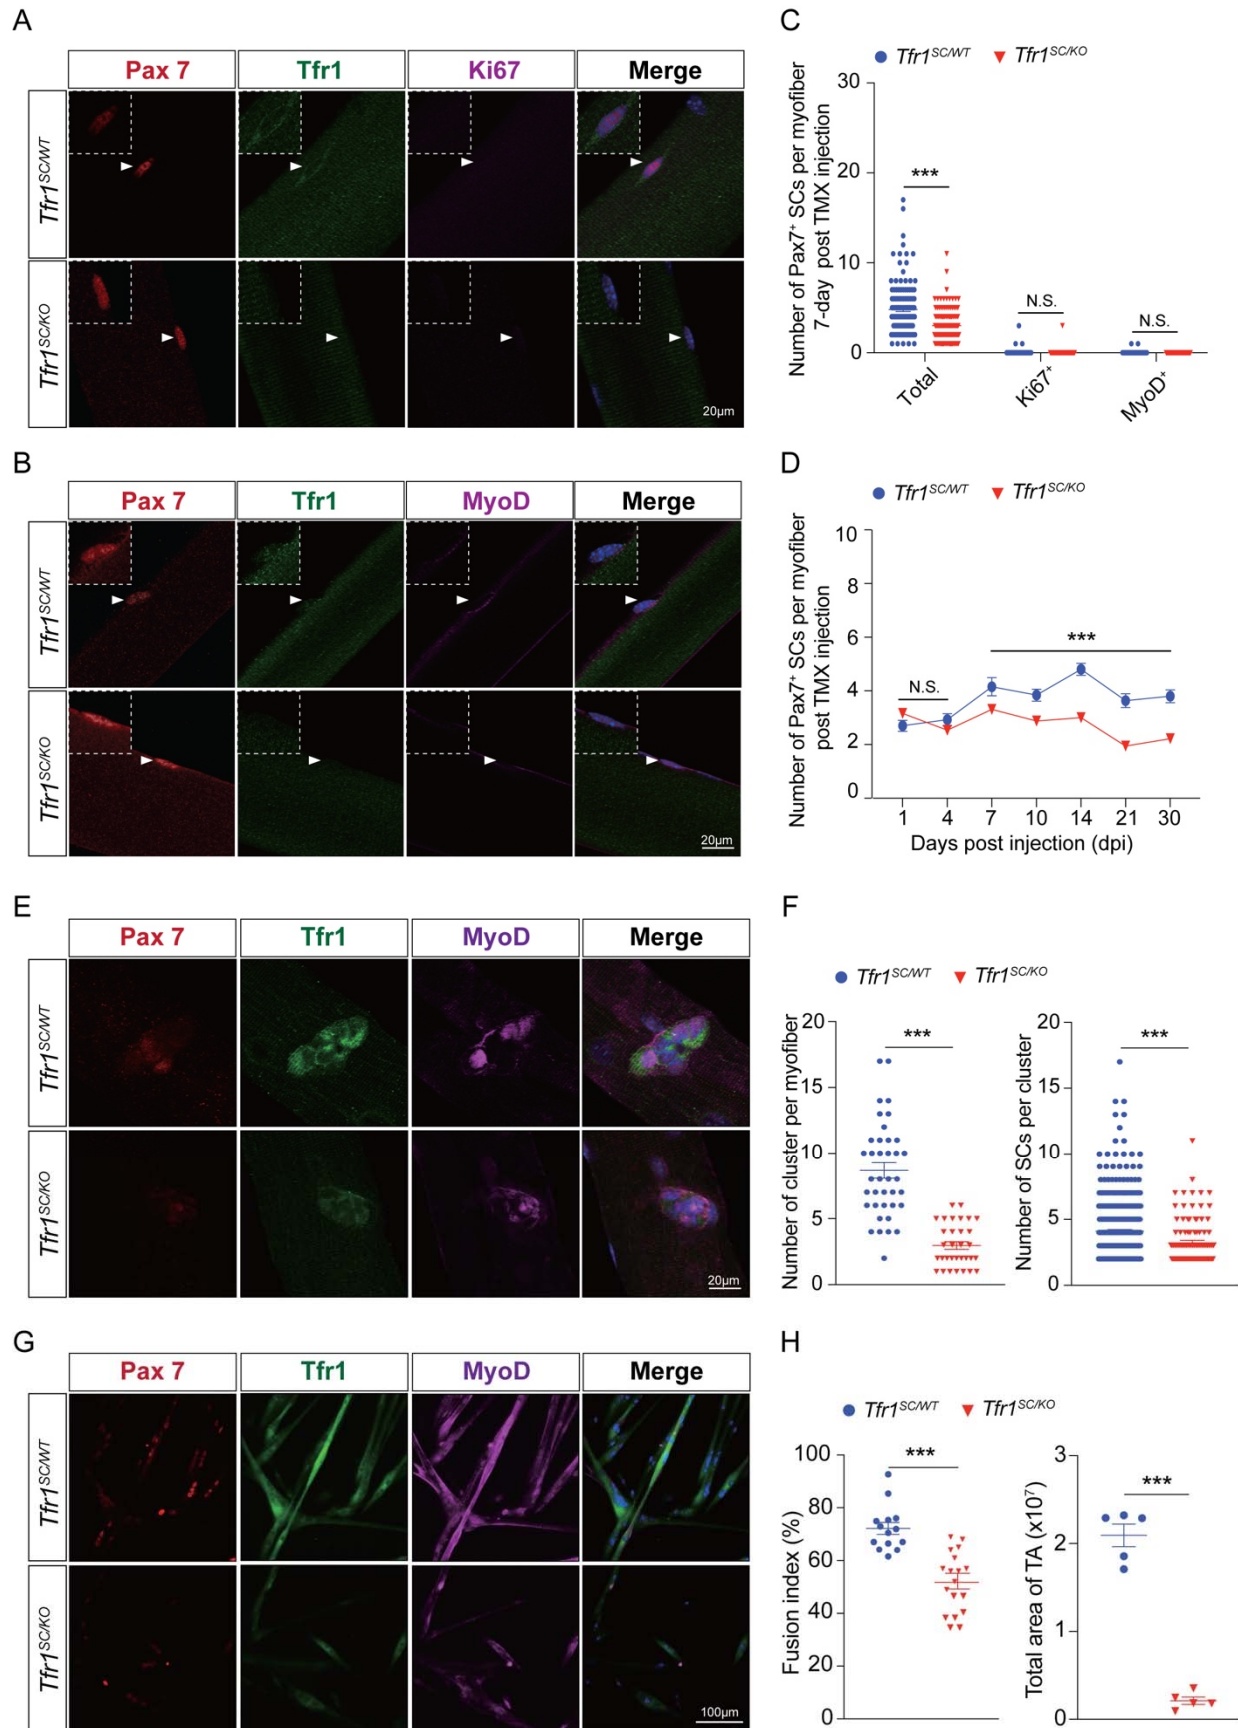 A
Pax 7 Tfr1 Ki67 Merge
Tfr1SC/WT
Tfr1SC/KO
20µm
C
Tfr1SC/WT Tfr1SC/KO
Number of Pax7+ SCs per myofiber
7-day post TMX injection
30
20
10
0
***
N.S.
N.S.
Total Ki67+ MyoD+
B
Pax 7 Tfr1 MyoD Merge
Tfr1SC/WT
Tfr1SC/KO
20µm
D
Tfr1SC/WT Tfr1SC/KO
Number of Pax7+ SCs per myofiber
post TMX injection
10
8
6
4
2
0
***
N.S.
1 4 7 10 14 21 30
Days post injection (dpi)
E
Pax 7 Tfr1 MyoD Merge
Tfr1SC/WT
Tfr1SC/KO
20µm
F
Tfr1SC/WT Tfr1SC/KO
Number of cluster per myofiber
20
15
10
5
0
***
Number of SCs per cluster
20
15
10
5
0
***
G
Pax 7 Tfr1 MyoD Merge
Tfr1SC/WT
Tfr1SC/KO
100µm
H
Tfr1SC/WT Tfr1SC/KO
Fusion index (%)
100
80
60
40
20
0
***
Total area of TA (x10⁷)
3
2
1
0
***